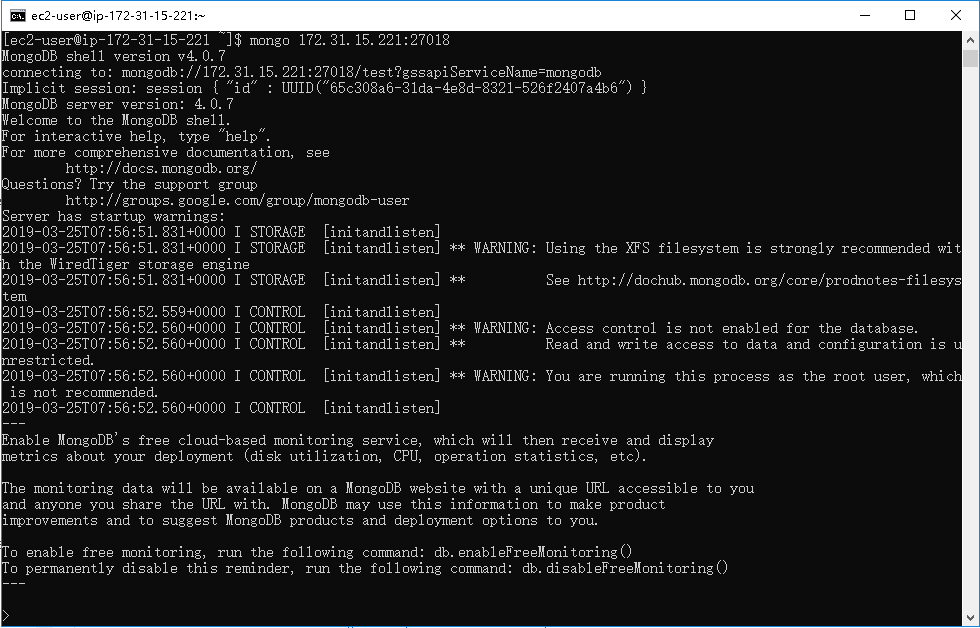 ec2-user@ip-172-31-15-221:~
[ec2-user@ip-172-31-15-221 ~]$ mongo 172.31.15.221:27018
MongoDB shell version v4.0.7
connecting to: mongodb://172.31.15.221:27018/test?gssapiServiceName=mongodb
Implicit session: session { "id" : UUID("65c308a6-31da-4e8d-8321-526f2407a4b6") }
MongoDB server version: 4.0.7
Welcome to the MongoDB shell.
For interactive help, type "help".
For more comprehensive documentation, see
http://docs.mongodb.org/
Questions? Try the support group
http://groups.google.com/group/mongodb-user
Server has startup warnings:
2019-03-25T07:56:51.831+0000 I STORAGE  [initandlisten]
2019-03-25T07:56:51.831+0000 I STORAGE  [initandlisten] ** WARNING: Using the XFS filesystem is strongly recommended wit
h the WiredTiger storage engine
2019-03-25T07:56:51.831+0000 I STORAGE  [initandlisten] **          See http://dochub.mongodb.org/core/prodnotes-filesys
tem
2019-03-25T07:56:52.559+0000 I CONTROL  [initandlisten]
2019-03-25T07:56:52.560+0000 I CONTROL  [initandlisten] ** WARNING: Access control is not enabled for the database.
2019-03-25T07:56:52.560+0000 I CONTROL  [initandlisten] **          Read and write access to data and configuration is u
nrestricted.
2019-03-25T07:56:52.560+0000 I CONTROL  [initandlisten] ** WARNING: You are running this process as the root user, which
is not recommended.
2019-03-25T07:56:52.560+0000 I CONTROL  [initandlisten]
---
Enable MongoDB's free cloud-based monitoring service, which will then receive and display
metrics about your deployment (disk utilization, CPU, operation statistics, etc).
The monitoring data will be available on a MongoDB website with a unique URL accessible to you
and anyone you share the URL with. MongoDB may use this information to make product
improvements and to suggest MongoDB products and deployment options to you.
To enable free monitoring, run the following command: db.enableFreeMonitoring()
To permanently disable this reminder, run the following command: db.disableFreeMonitoring()
---
>